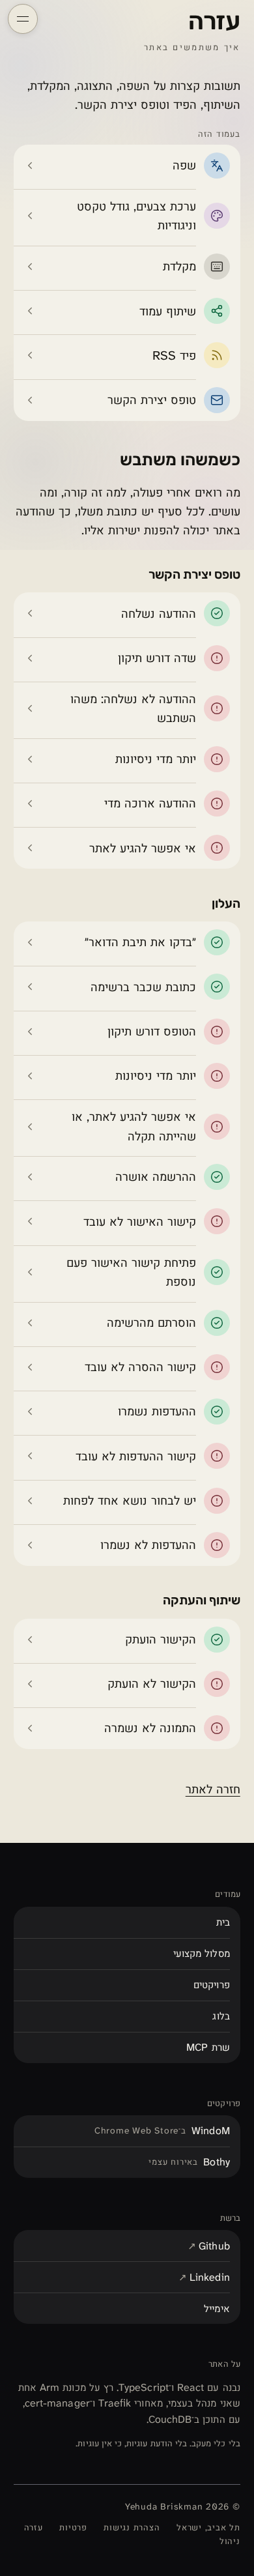 עזרה
איך משתמשים באתר
תשובות קצרות על השפה, התצוגה, המקלדת,
השיתוף, הפיד וטופס יצירת הקשר.
בעמוד הזה
שפה
ערכת צבעים, גודל טקסט
וניגודיות
מקלדת
שיתוף עמוד
פיד RSS
טופס יצירת הקשר
כשמשהו משתבש
מה רואים אחרי פעולה, למה זה קורה, ומה
עושים. לכל סעיף יש כתובת משלו, כך שהודעה
באתר יכולה להפנות ישירות אליו.
טופס יצירת הקשר
ההודעה נשלחה
שדה דורש תיקון
ההודעה לא נשלחה: משהו
השתבש
יותר מדי ניסיונות
ההודעה ארוכה מדי
אי אפשר להגיע לאתר
העלון
"בדקו את תיבת הדואר"
כתובת שכבר ברשימה
הטופס דורש תיקון
יותר מדי ניסיונות
אי אפשר להגיע לאתר, או
שהייתה תקלה
ההרשמה אושרה
קישור האישור לא עובד
פתיחת קישור האישור פעם
נוספת
הוסרתם מהרשימה
קישור ההסרה לא עובד
ההעדפות נשמרו
קישור ההעדפות לא עובד
יש לבחור נושא אחד לפחות
ההעדפות לא נשמרו
שיתוף והעתקה
הקישור הועתק
הקישור לא הועתק
התמונה לא נשמרה
חזרה לאתר
עמודים
בית
מסלול מקצועי
פרויקטים
בלוג
שרת MCP
פרויקטים
WindoM ב־Chrome Web Store
Bothy באירוח עצמי
ברשת
Github ↗
Linkedin ↗
אימייל
על האתר
נבנה עם React ו־TypeScript. רץ על מכונת Arm אחת
שאני מנהל בעצמי, מאחורי Traefik ו־cert-manager,
עם התוכן ב־CouchDB.
בלי כלי מעקב. בלי הודעת עוגיות, כי אין עוגיות.
© 2026 Yehuda Briskman
תל אביב, ישראל הצהרת נגישות פרטיות עזרה
ניהול